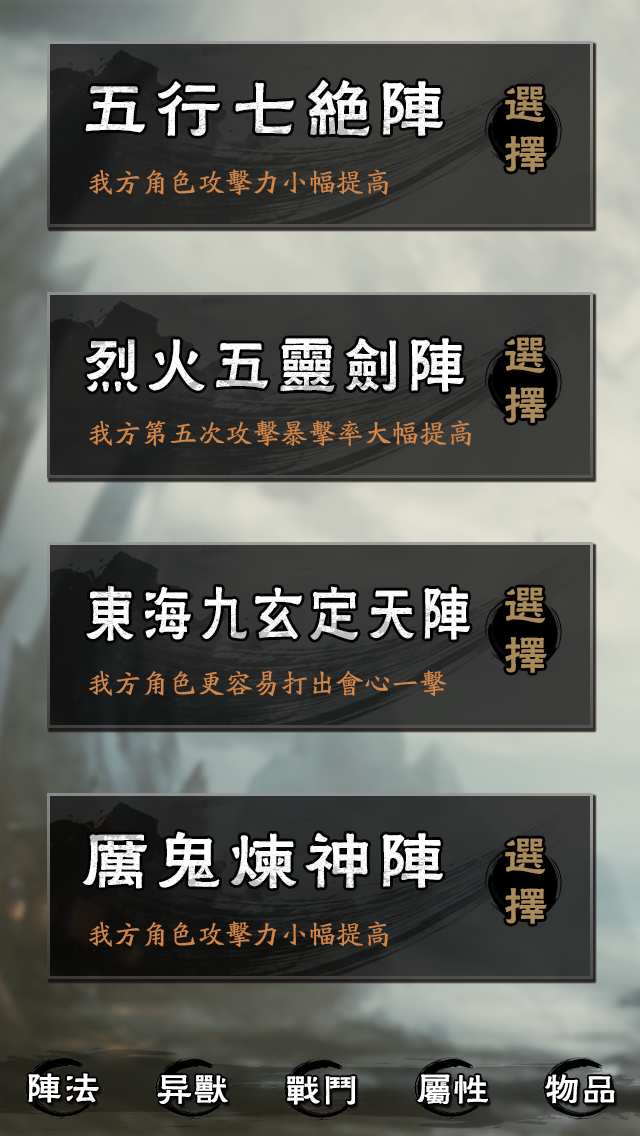 五行七絕陣
選擇
我方角色攻擊力小幅提高
烈火五靈劍陣
選擇
我方第五次攻擊暴擊率大幅提高
東海九玄定天陣
選擇
我方角色更容易打出會心一擊
厲鬼煉神陣
選擇
我方角色攻擊力小幅提高
陣法
异獸
戰鬥
屬性
物品